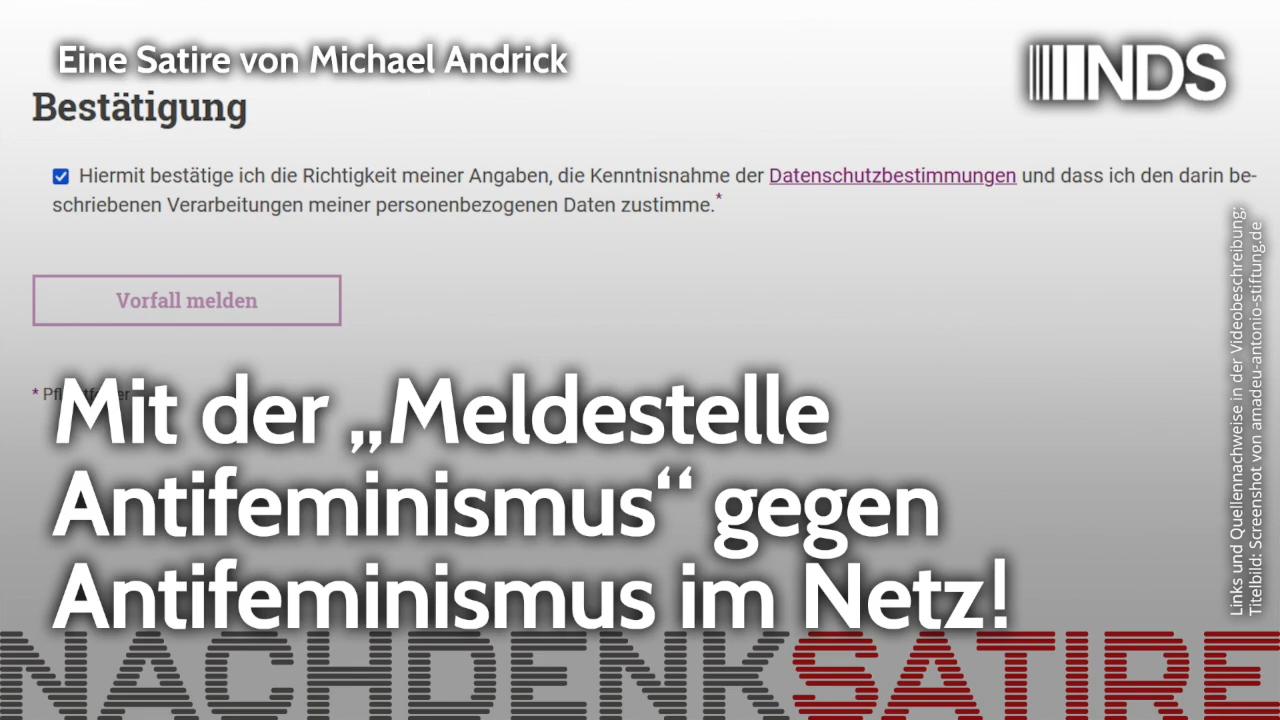 Eine Satire von Michael Andrick
NDS
Bestätigung
Hiermit bestätige ich die Richtigkeit meiner Angaben, die Kenntnisnahme der Datenschutzbestimmungen und dass ich den darin be-
schriebenen Verarbeitungen meiner personenbezogenen Daten zustimme.*
Vorfall melden
Mit der „Meldestelle
Antifeminismus“ gegen
Antifeminismus im Netz!
Links und Quellennachweise in der Videobeschreibung;
Titelbild: Screenshot von amadeu-antonio-stiftung.de
NACHDENKSATIRE